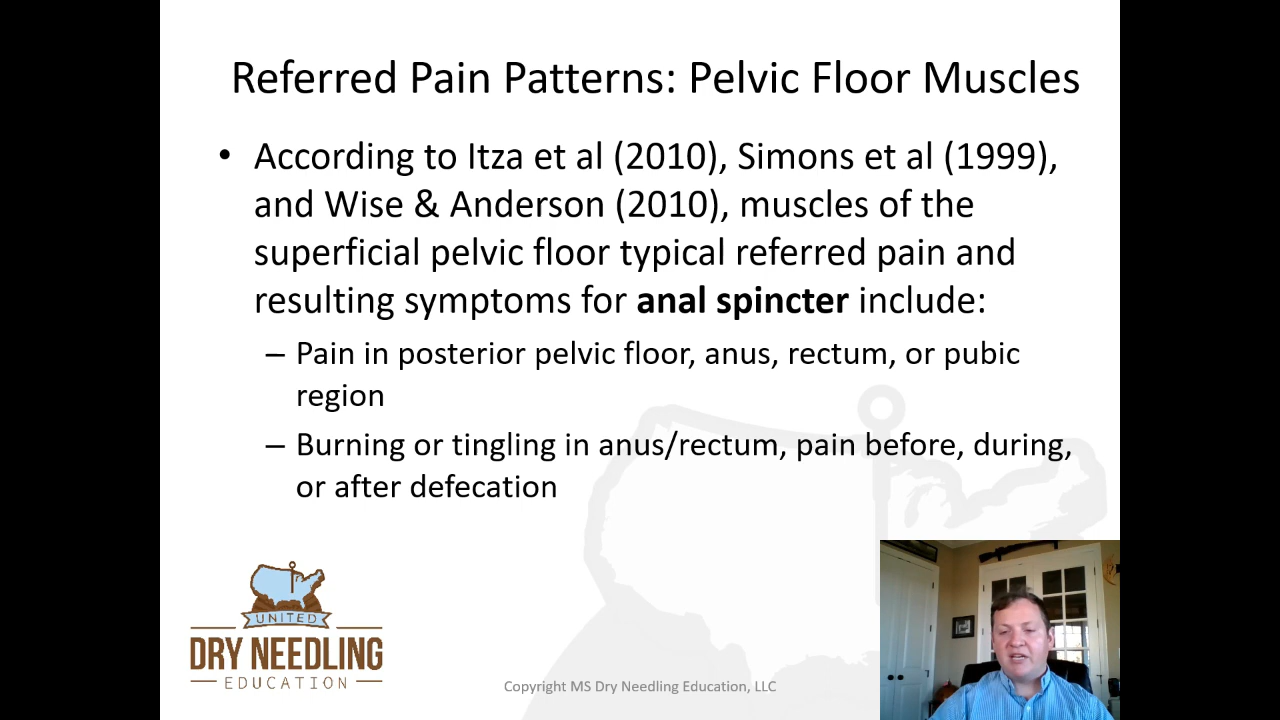 Referred Pain Patterns: Pelvic Floor Muscles
• According to Itza et al (2010), Simons et al (1999),
and Wise & Anderson (2010), muscles of the
superficial pelvic floor typical referred pain and
resulting symptoms for anal spincter include:
– Pain in posterior pelvic floor, anus, rectum, or pubic
region
– Burning or tingling in anus/rectum, pain before, during,
or after defecation
UNITED
DRY NEEDLING
EDUCATION
Copyright MS Dry Needling Education, LLC